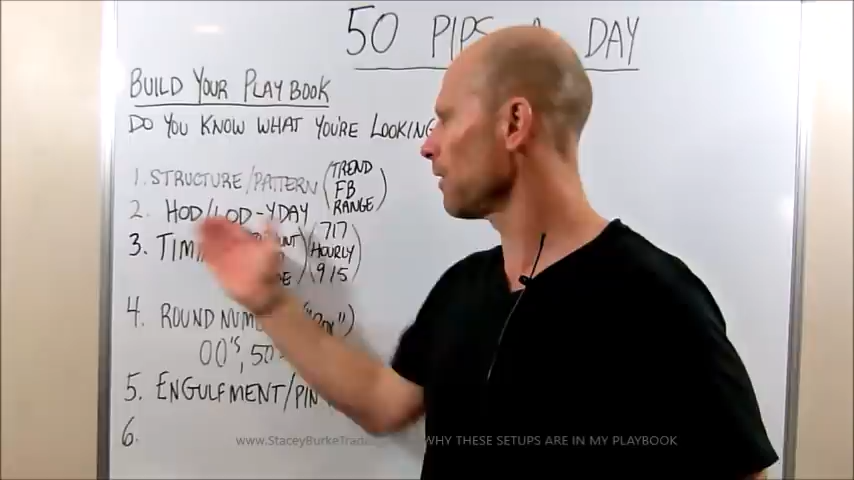 50 PIPS A DAY
BUILD YOUR PLAYBOOK
DO YOU KNOW WHAT YOU'RE LOOKING
1. STRUCTURE/PATTERN (TREND
FB
RANGE)
2. HOD/LOD-YDAY
3. (717
HOURLY
915)
4. ROUND
00's, 50
5. ENGULFMENT/PIN
6.
www.StaceyBurkeTrad WHY THESE SETUPS ARE IN MY PLAYBOOK